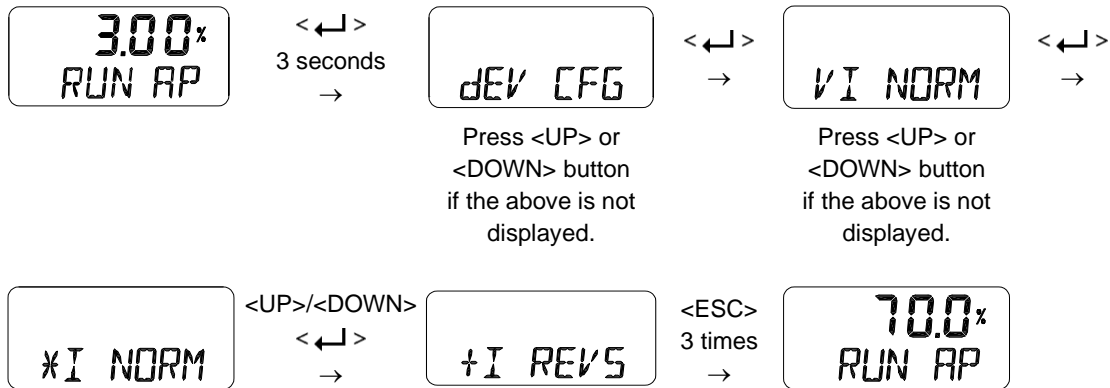 3.00%
RUN AP
< ↵ >
3 seconds
→
dEV CFG
Press <UP> or
<DOWN> button
if the above is not
displayed.
< ↵ >
→
VI NORM
Press <UP> or
<DOWN> button
if the above is not
displayed.
< ↵ >
→
*I NORM
<UP>/<DOWN>
< ↵ >
→
+I REVS
<ESC>
3 times
→
70.0%
RUN AP